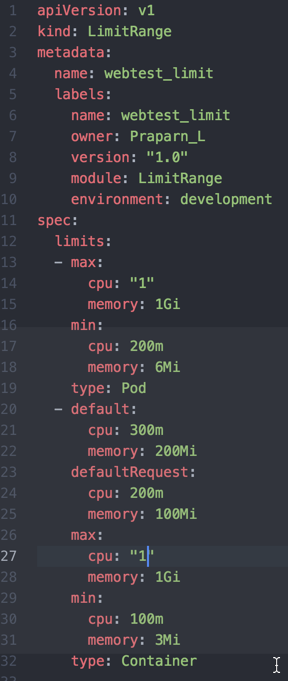 1 apiVersion: v1
2 kind: LimitRange
3 metadata:
4   name: webtest_limit
5   labels:
6     name: webtest_limit
7     owner: Praparn_L
8     version: "1.0"
9     module: LimitRange
10     environment: development
11 spec:
12   limits:
13   - max:
14       cpu: "1"
15       memory: 1Gi
16     min:
17       cpu: 200m
18       memory: 6Mi
19     type: Pod
20   - default:
21       cpu: 300m
22       memory: 200Mi
23     defaultRequest:
24       cpu: 200m
25       memory: 100Mi
26     max:
27       cpu: "1"
28       memory: 1Gi
29     min:
30       cpu: 100m
31       memory: 3Mi
32     type: Container